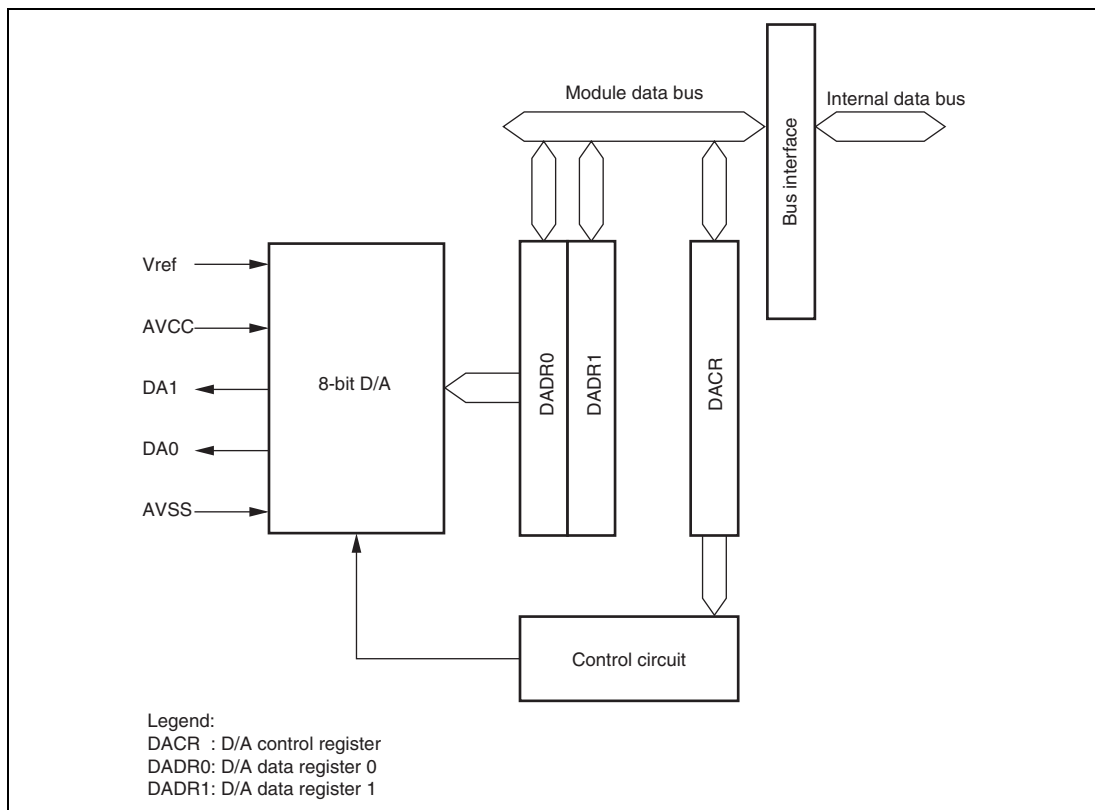 Module data bus
Internal data bus
Bus interface
Vref
AVCC
DA1
DA0
AVSS
8-bit D/A
DADR0
DADR1
DACR
Control circuit
Legend:
DACR : D/A control register
DADR0: D/A data register 0
DADR1: D/A data register 1